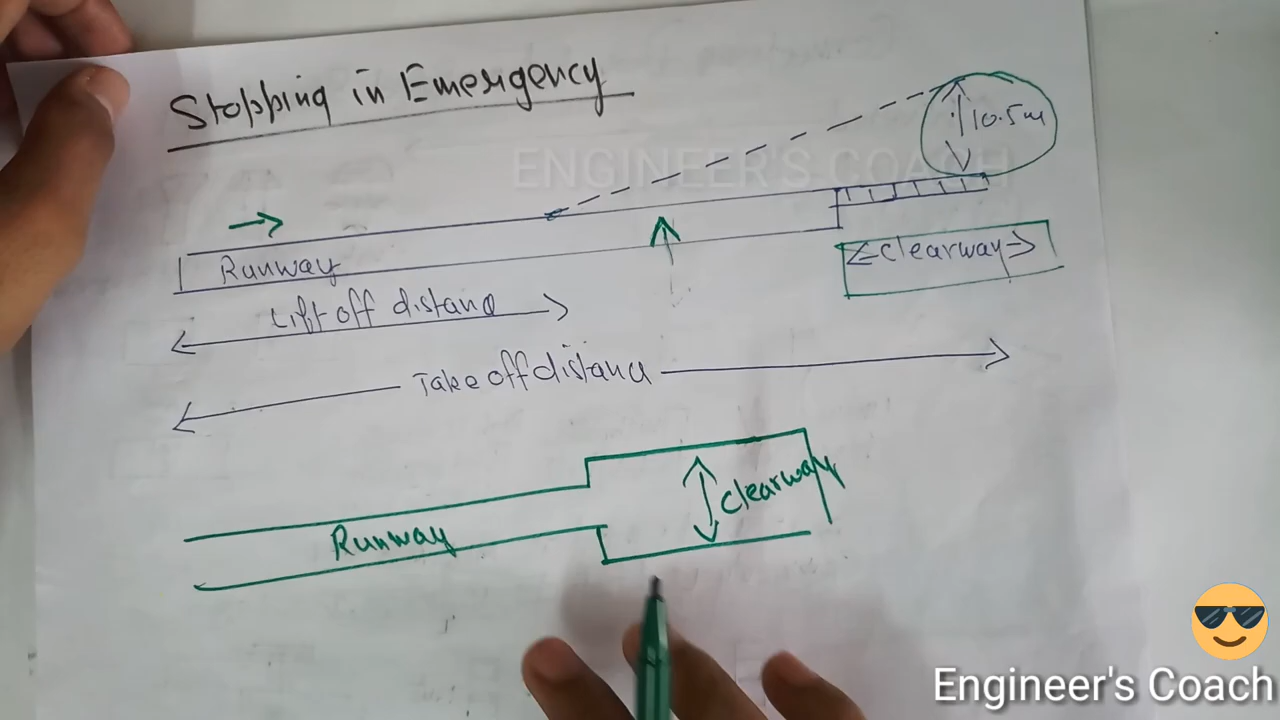 Stopping in Emergency
ENGINEER'S COACH
10.5m
Runway
clearway
Lift off distance
Take off distance
Clearway
Runway
Engineer's Coach